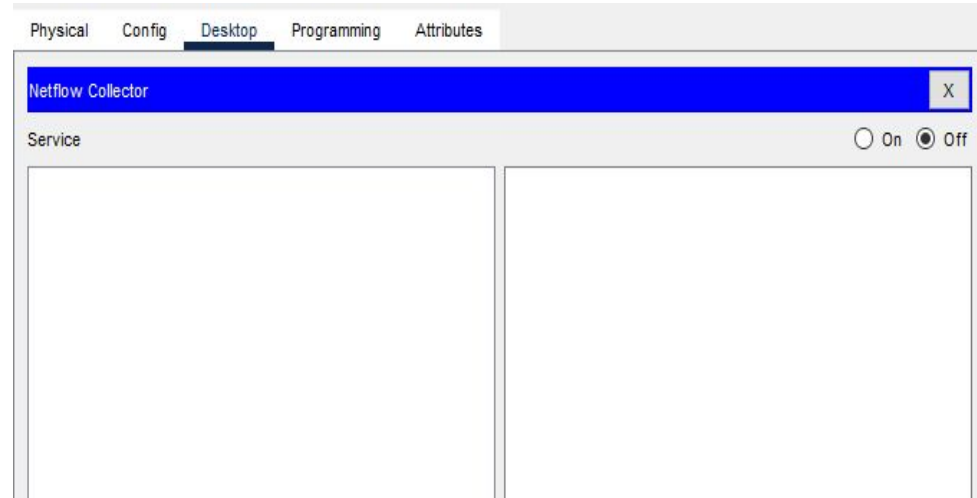 Physical Config Desktop Programming Attributes
Netflow Collector X
Service On Off